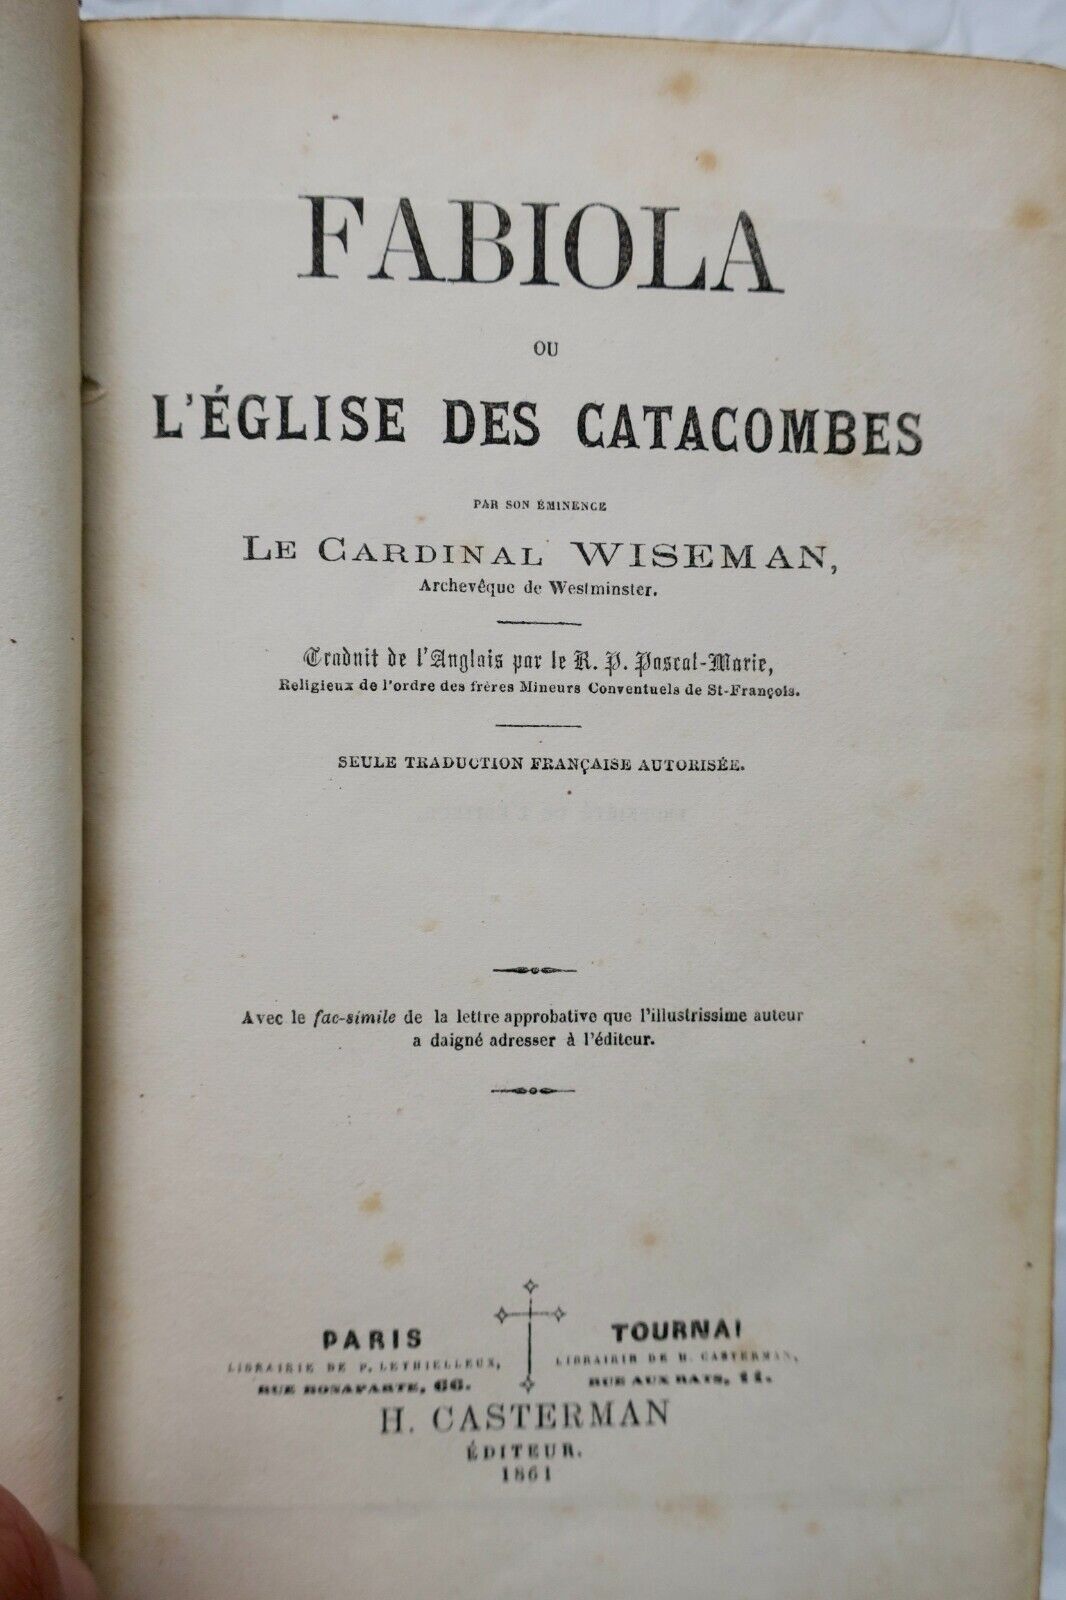 FABIOLA
OU
L'ÉGLISE DES CATACOMBES
PAR SON ÉMINENCE
LE CARDINAL WISEMAN,
Archevêque de Westminster.
Traduit de l'Anglais par le R. P. Pascal-Marie,
Religieux de l'ordre des frères Mineurs Conventuels de St-François.
SEULE TRADUCTION FRANÇAISE AUTORISÉE.
Avec le fac-simile de la lettre approbative que l'illustrissime auteur
a daigné adresser à l'éditeur.
PARIS
LIBRAIRIE DE P. LETHIELLEUX,
RUE BONAPARTE, 66.
TOURNAI
LIBRAIRIE DE H. CASTERMAN,
RUE AUX RATS, 11.
H. CASTERMAN
ÉDITEUR.
1861